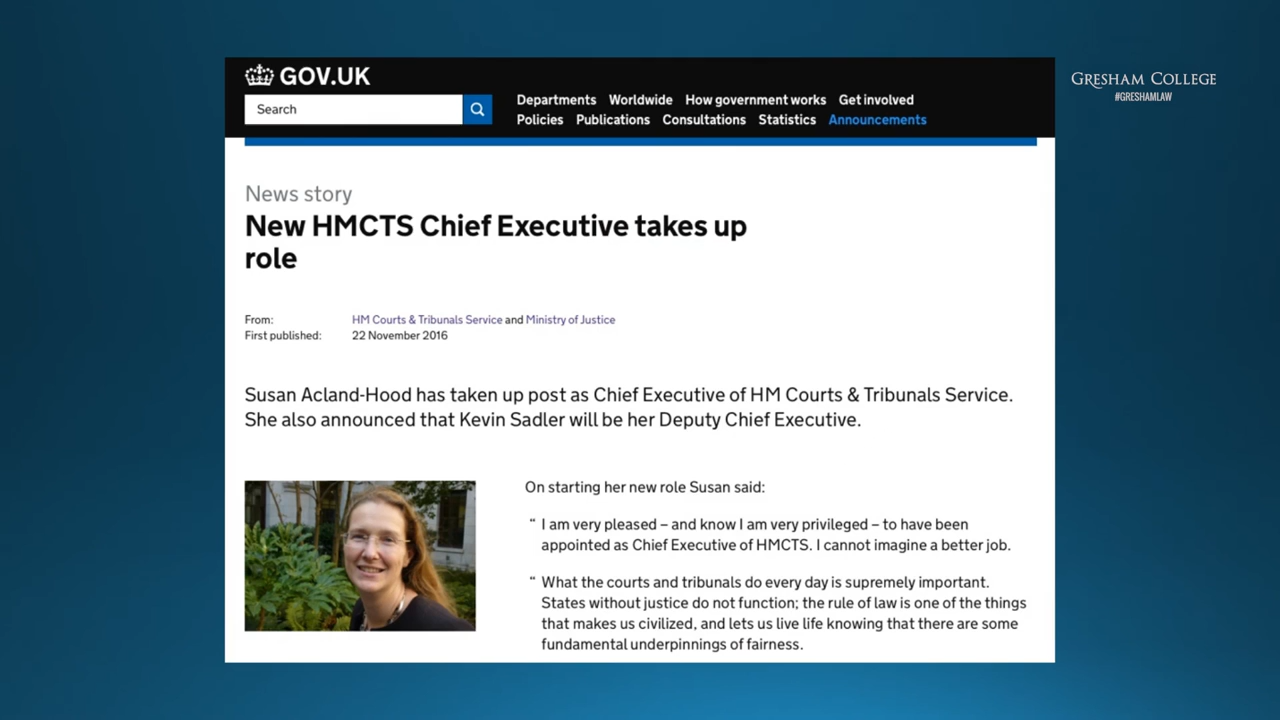 GOV.UK
Search
Departments Worldwide How government works Get involved
Policies Publications Consultations Statistics Announcements
GRESHAM COLLEGE
#GRESHAMLAW
News story
New HMCTS Chief Executive takes up
role
From: HM Courts & Tribunals Service and Ministry of Justice
First published: 22 November 2016
Susan Acland-Hood has taken up post as Chief Executive of HM Courts & Tribunals Service.
She also announced that Kevin Sadler will be her Deputy Chief Executive.
On starting her new role Susan said:
“ I am very pleased – and know I am very privileged – to have been
appointed as Chief Executive of HMCTS. I cannot imagine a better job.
“ What the courts and tribunals do every day is supremely important.
States without justice do not function; the rule of law is one of the things
that makes us civilized, and lets us live life knowing that there are some
fundamental underpinnings of fairness.